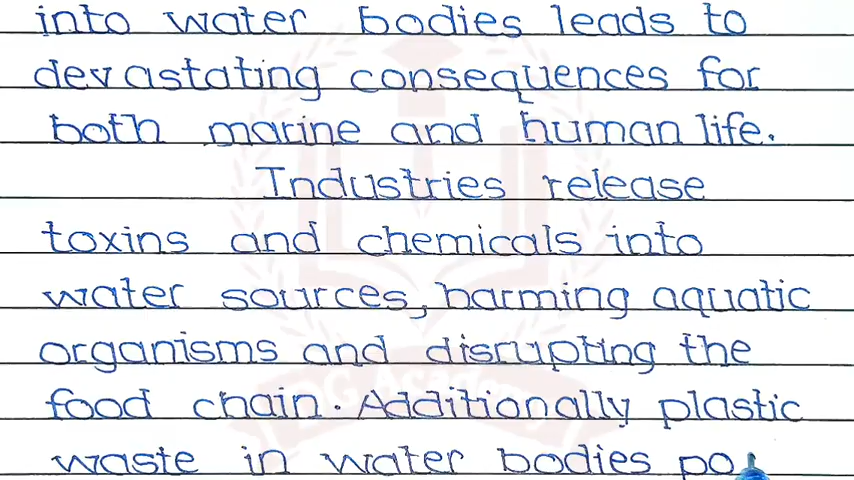 into water bodies leads to
devastating consequences for
both marine and human life.
Industries release
toxins and chemicals into
water sources, harming aquatic
organisms and disrupting the
food chain. Additionally plastic
waste in water bodies po